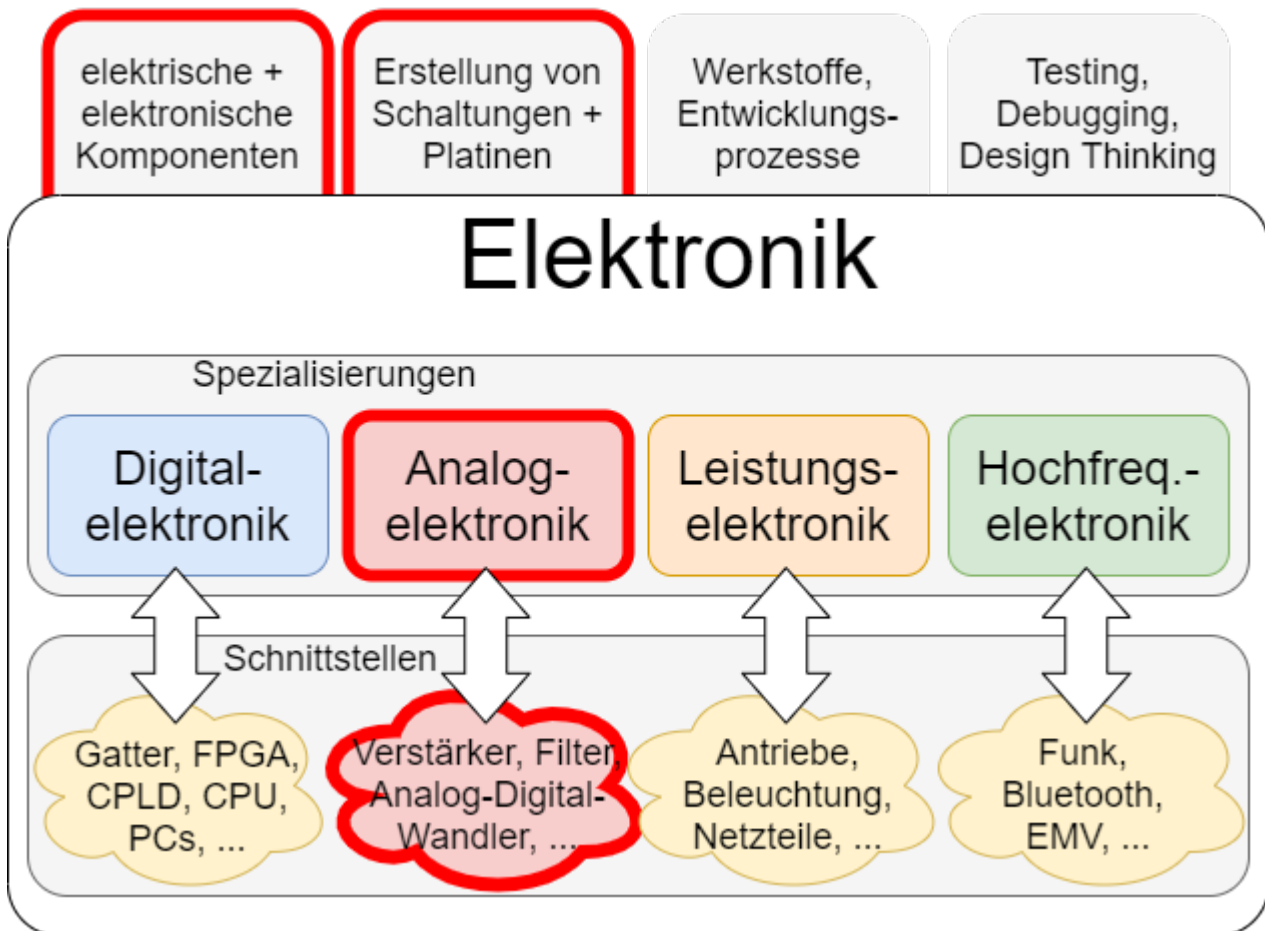 elektrische +
elektronische
Komponenten
Erstellung von
Schaltungen +
Platinen
Werkstoffe,
Entwicklungs-
prozesse
Testing,
Debugging,
Design Thinking
Elektronik
Spezialisierungen
Digital-
elektronik
Analog-
elektronik
Leistungs-
elektronik
Hochfreq.-
elektronik
Schnittstellen
Gatter, FPGA,
CPLD, CPU,
PCs, ...
Verstärker, Filter,
Analog-Digital-
Wandler, ...
Antriebe,
Beleuchtung,
Netzteile, ...
Funk,
Bluetooth,
EMV, ...